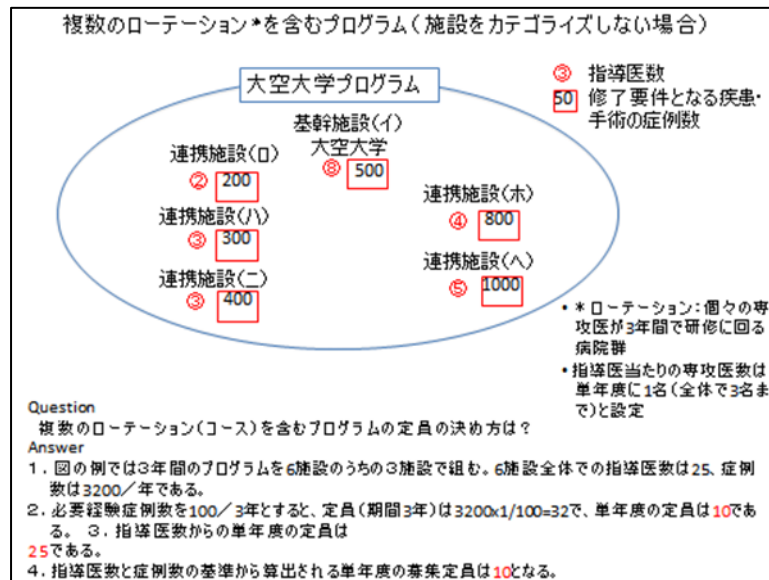 複数のローテーション*を含むプログラム(施設をカテゴライズしない場合)
大空大学プログラム
③ 指導医数
50 修了要件となる疾患・
手術の症例数
基幹施設(イ)
大空大学
⑧ 500
連携施設(ロ)
② 200
連携施設(ハ)
③ 300
連携施設(ニ)
③ 400
連携施設(ホ)
④ 800
連携施設(ヘ)
⑤ 1000
・*ローテーション:個々の専
攻医が3年間で研修に回る
病院群
・指導医当たりの専攻医数は
単年度に1名(全体で3名ま
で)と設定
Question
複数のローテーション(コース)を含むプログラムの定員の決め方は?
Answer
1.図の例では3年間のプログラムを6施設のうちの3施設で組む。6施設全体での指導医数は25、症例
数は3200/年である。
2.必要経験症例数を100/3年とすると、定員(期間3年)は3200x1/100=32で、単年度の定員は10であ
る。 3.指導医数からの単年度の定員は
25である。
4.指導医数と症例数の基準から算出される単年度の募集定員は10となる。